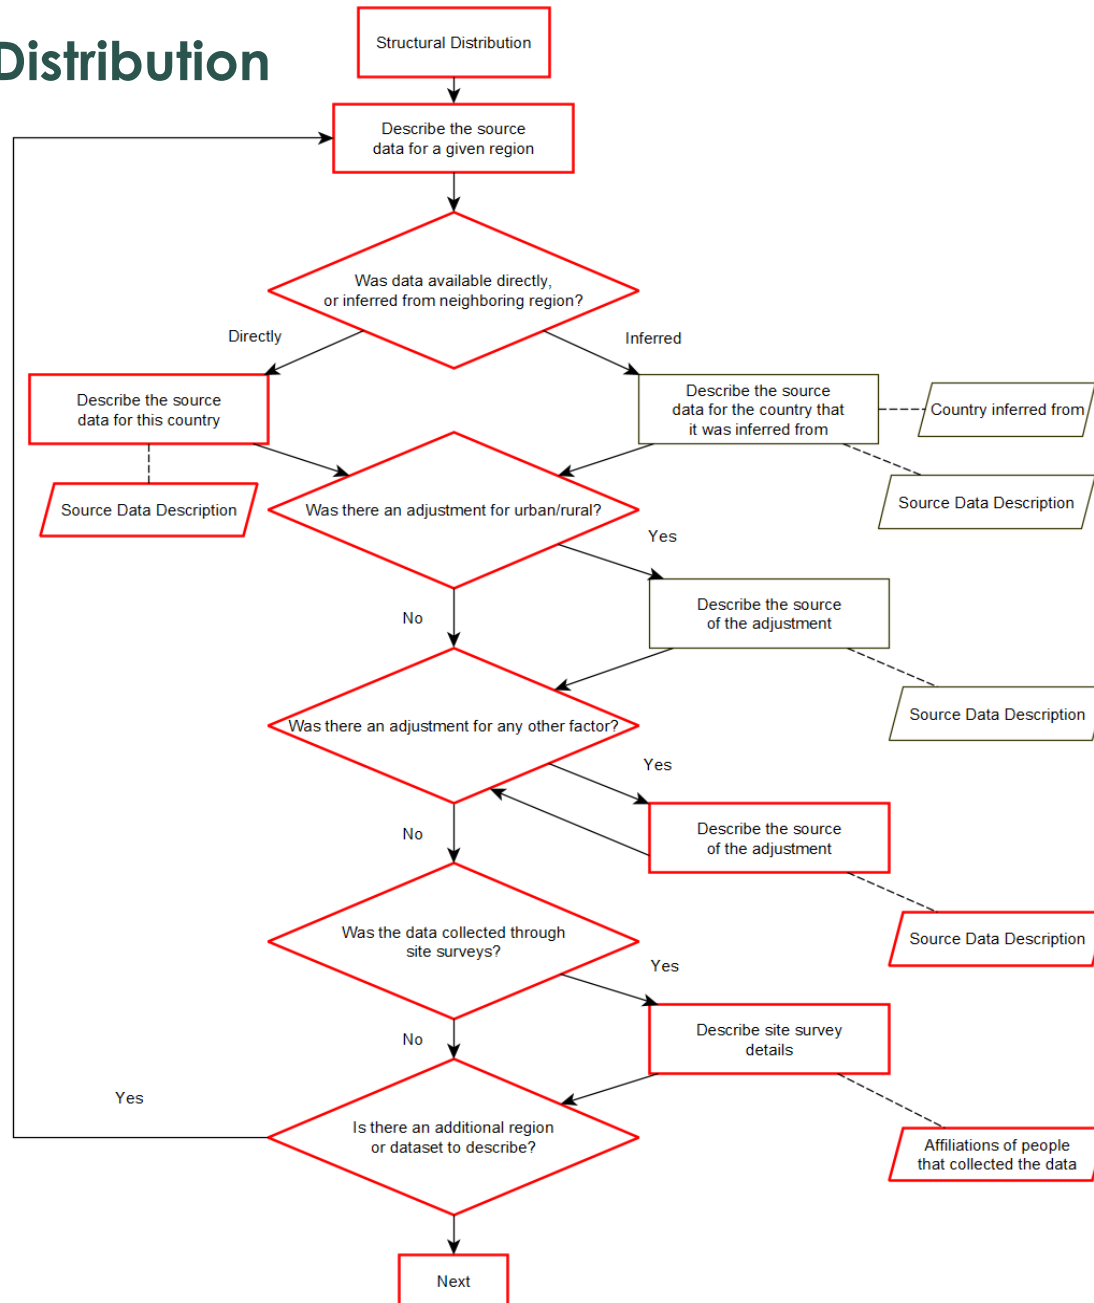 Distribution
Structural Distribution
Describe the source
data for a given region
Was data available directly,
or inferred from neighboring region?
Directly
Inferred
Describe the source
data for this country
Describe the source
data for the country that
it was inferred from
Country inferred from
Source Data Description
Source Data Description
Was there an adjustment for urban/rural?
Yes
No
Describe the source
of the adjustment
Source Data Description
Was there an adjustment for any other factor?
Yes
No
Describe the source
of the adjustment
Source Data Description
Was the data collected through
site surveys?
Yes
No
Describe site survey
details
Affiliations of people
that collected the data
Yes
Is there an additional region
or dataset to describe?
Next